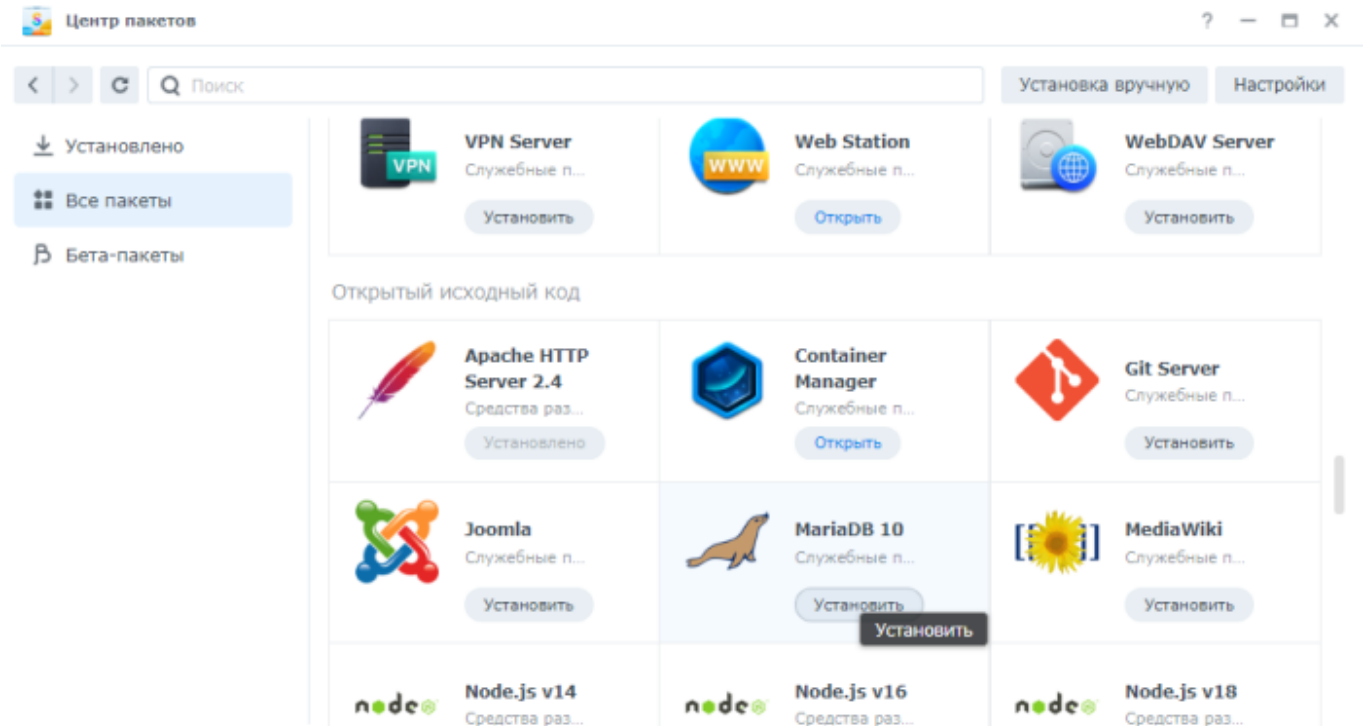 Центр пакетов
Поиск
Установка вручную
Настройки
Установлено
Все пакеты
Бета-пакеты
VPN
VPN Server
Служебные п...
Установить
WWW
Web Station
Служебные п...
Открыть
WebDAV Server
Служебные п...
Установить
Открытый исходный код
Apache HTTP
Server 2.4
Средства раз...
Установлено
Container
Manager
Служебные п...
Открыть
Git Server
Служебные п...
Установить
Joomla
Служебные п...
Установить
MariaDB 10
Служебные п...
Установить
Установить
MediaWiki
Служебные п...
Установить
node
Node.js v14
Средства раз...
node
Node.js v16
Средства раз...
node
Node.js v18
Средства раз...